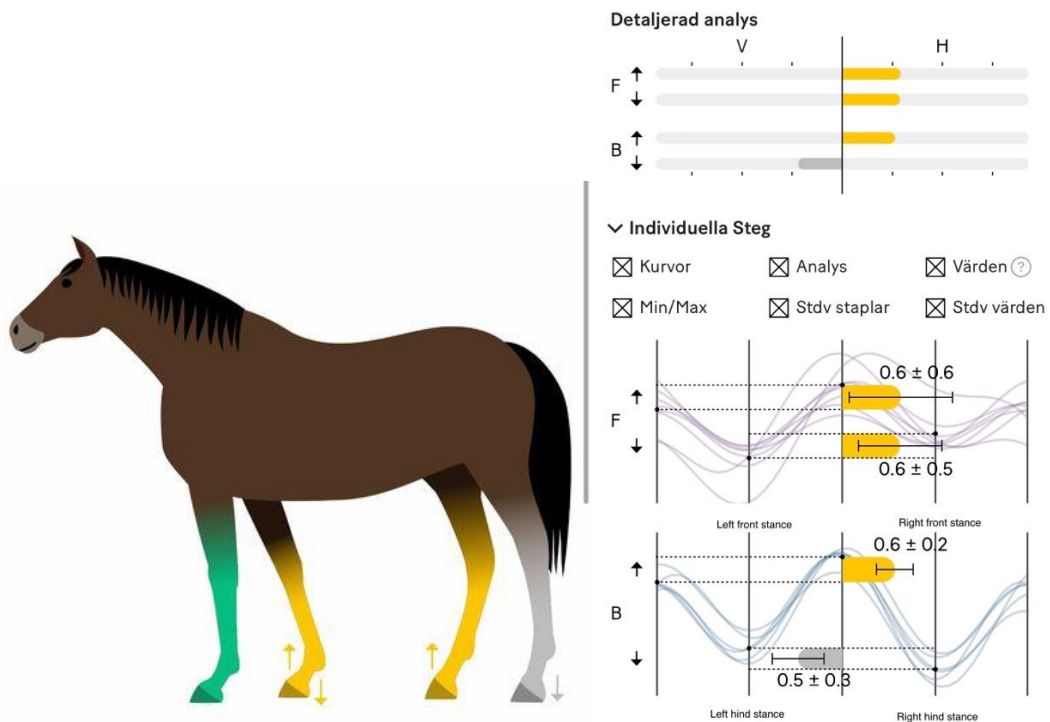 Detaljerad analys
V H
F ↑
↓
B ↑
↓
Individuella Steg
Kurvor Analys Värden ?
Min/Max Stdv staplar Stdv värden
0.6 ± 0.6
↑
F
↓
0.6 ± 0.5
Left front stance Right front stance
0.6 ± 0.2
↑
B
↓
0.5 ± 0.3
Left hind stance Right hind stance